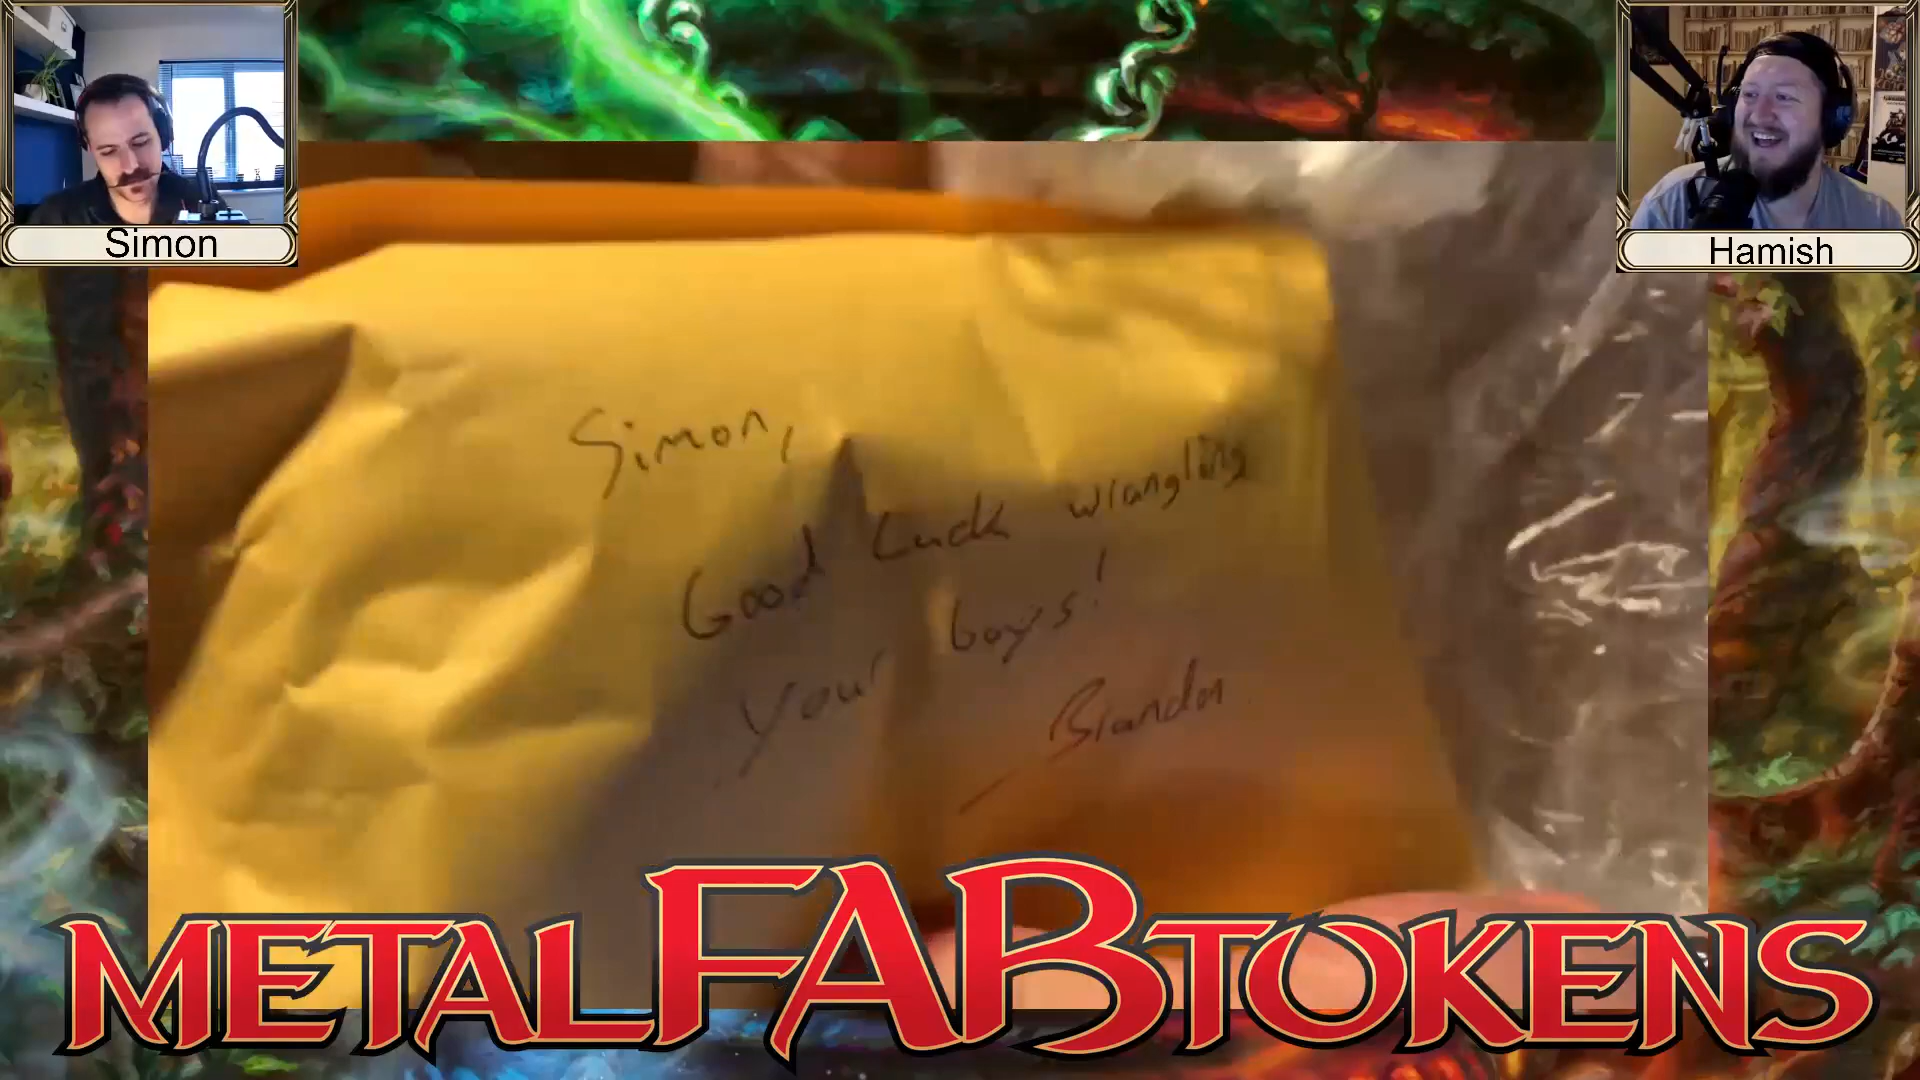 Simon
Hamish
Simon,
Good Luck wrangling
your boys!
- Brandon
METALFABTOKENS